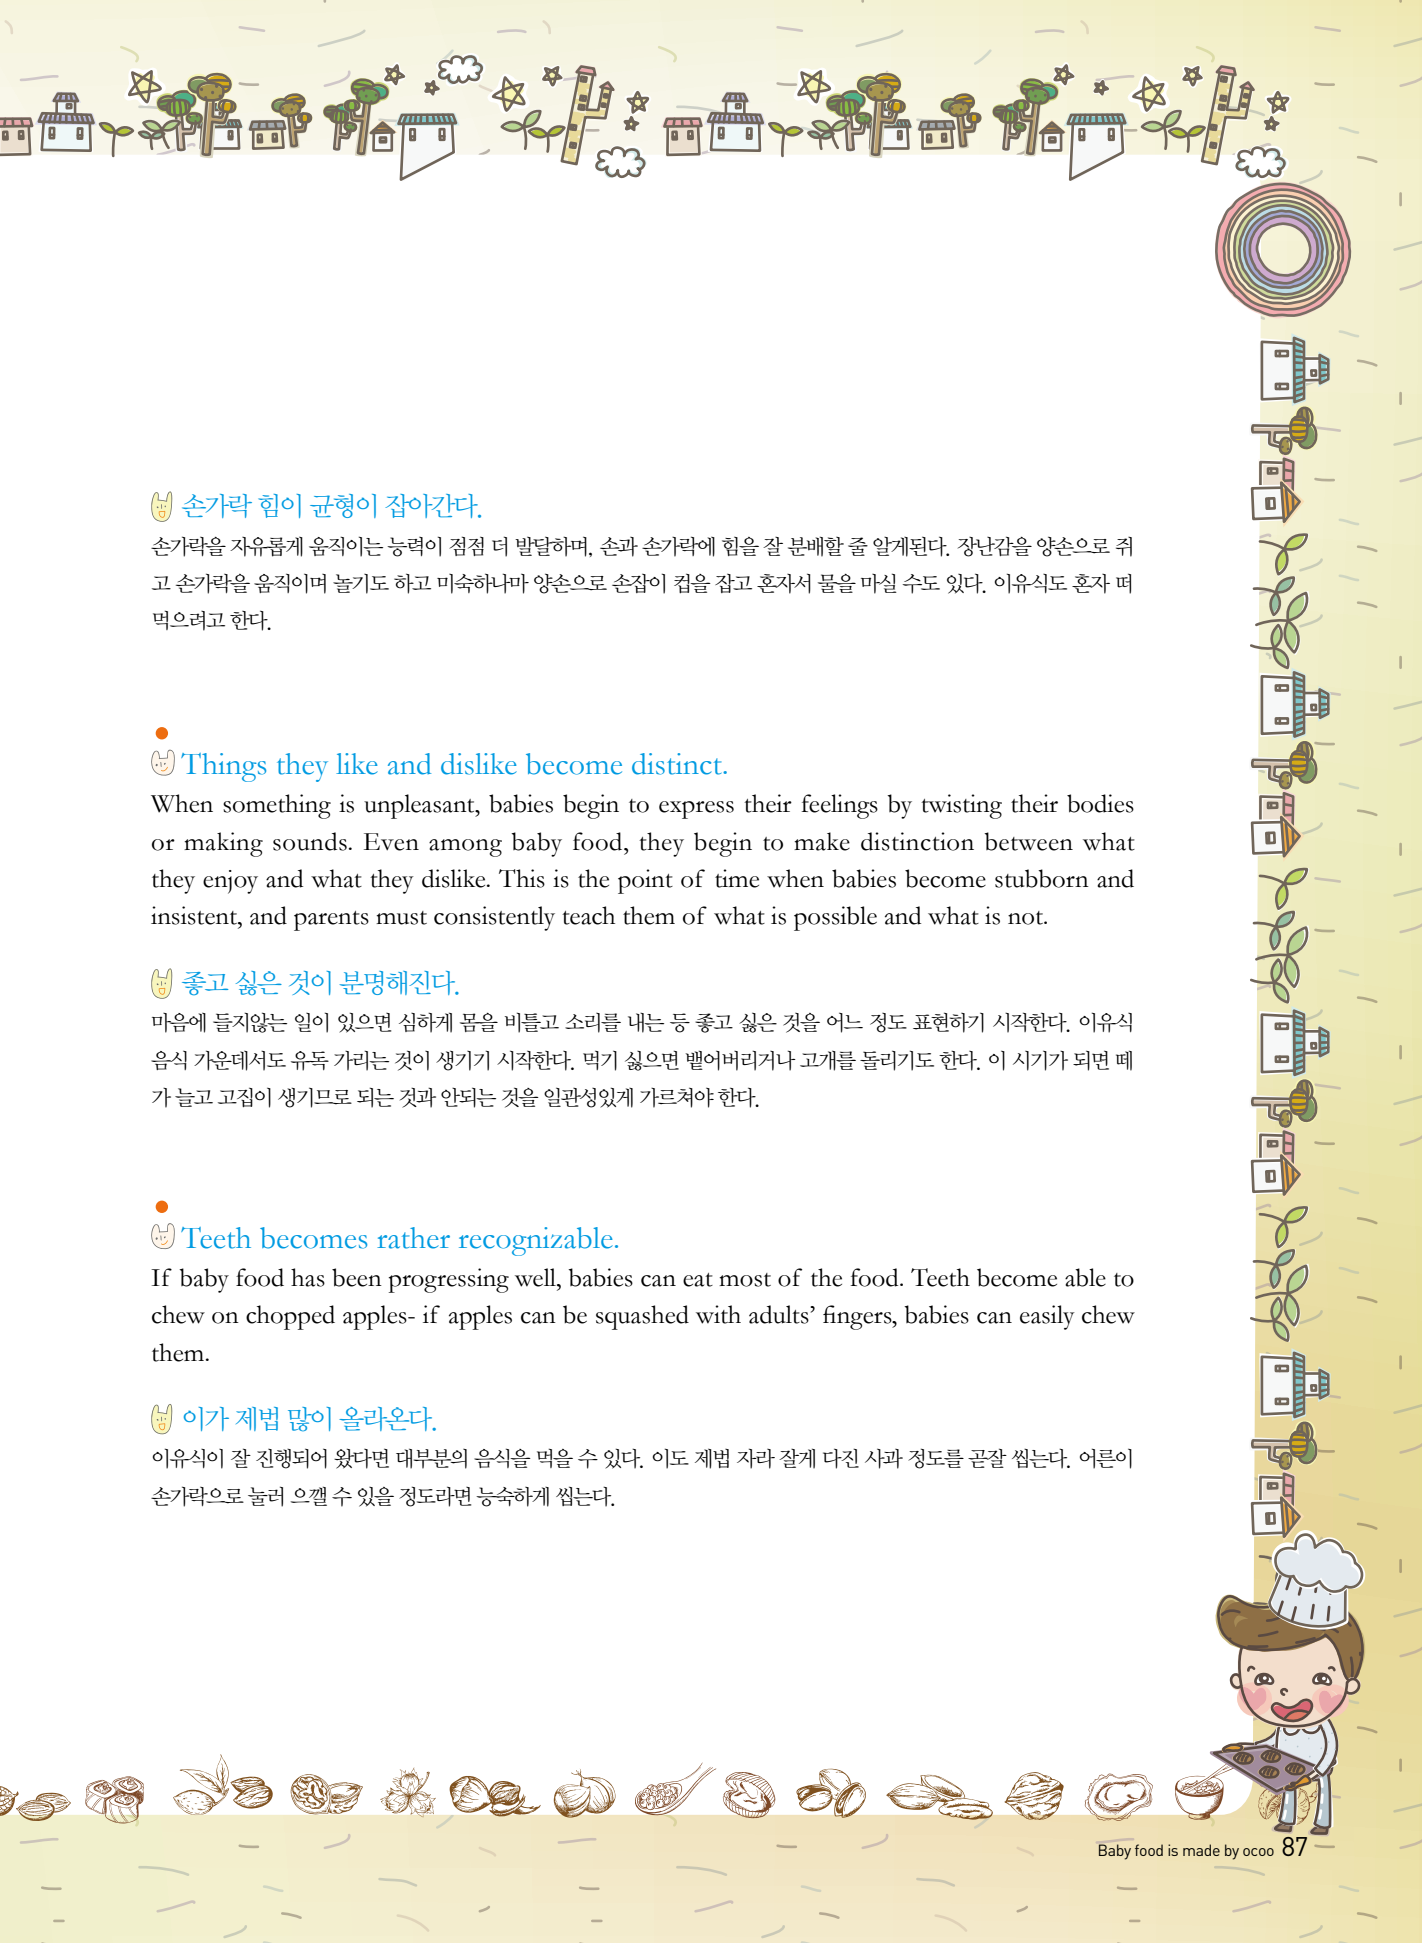 손가락 힘이 균형이 잡아간다.
손가락을 자유롭게 움직이는 능력이 점점 더 발달하며, 손과 손가락에 힘을 잘 분배할 줄 알게된다. 장난감을 양손으로 쥐
고 손가락을 움직이며 놀기도 하고 미숙하나마 양손으로 손잡이 컵을 잡고 혼자서 물을 마실 수도 있다. 이유식도 혼자 떠
먹으려고 한다.
Things they like and dislike become distinct.
When something is unpleasant, babies begin to express their feelings by twisting their bodies
or making sounds. Even among baby food, they begin to make distinction between what
they enjoy and what they dislike. This is the point of time when babies become stubborn and
insistent, and parents must consistently teach them of what is possible and what is not.
좋고 싫은 것이 분명해진다.
마음에 들지않는 일이 있으면 심하게 몸을 비틀고 소리를 내는 등 좋고 싫은 것을 어느 정도 표현하기 시작한다. 이유식
음식 가운데서도 유독 가리는 것이 생기기 시작한다. 먹기 싫으면 뱉어버리거나 고개를 돌리기도 한다. 이 시기가 되면 떼
가 늘고 고집이 생기므로 되는 것과 안되는 것을 일관성있게 가르쳐야 한다.
Teeth becomes rather recognizable.
If baby food has been progressing well, babies can eat most of the food. Teeth become able to
chew on chopped apples- if apples can be squashed with adults’ fingers, babies can easily chew
them.
이가 제법 많이 올라온다.
이유식이 잘 진행되어 왔다면 대부분의 음식을 먹을 수 있다. 이도 제법 자라 잘게 다진 사과 정도를 곧잘 씹는다. 어른이
손가락으로 눌러 으깰 수 있을 정도라면 능숙하게 씹는다.
Baby food is made by ocoo 87